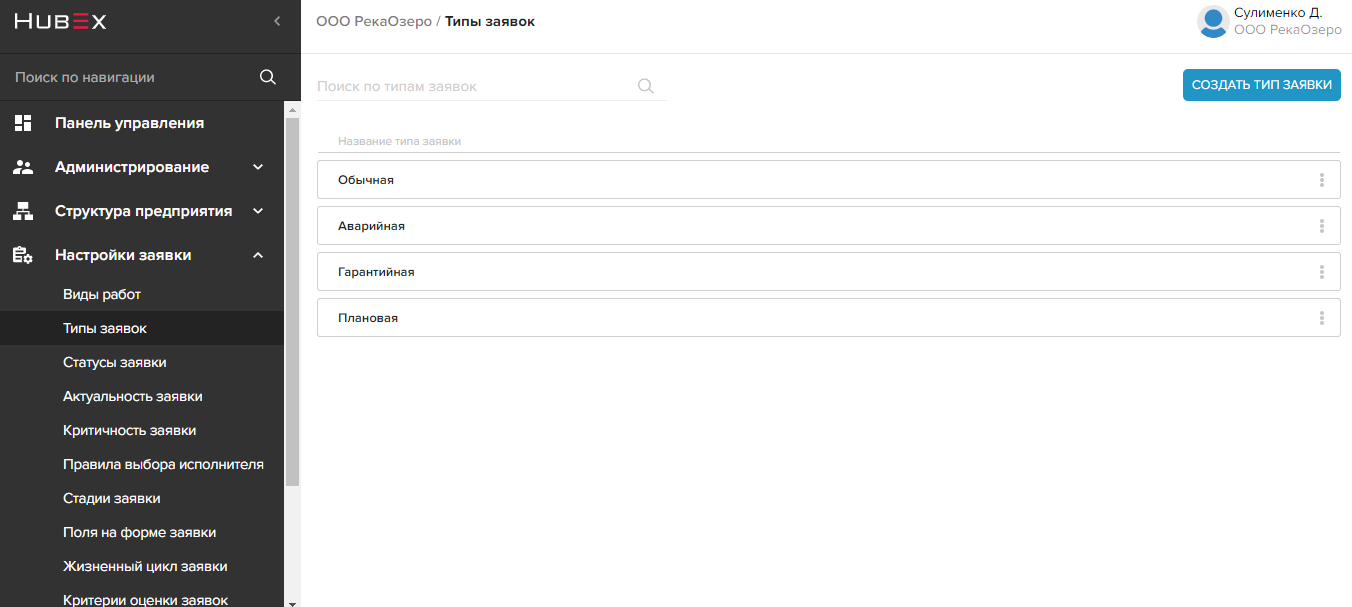 HUBEX
Поиск по навигации
Панель управления
Администрирование
Структура предприятия
Настройки заявки
Виды работ
Типы заявок
Статусы заявки
Актуальность заявки
Критичность заявки
Правила выбора исполнителя
Стадии заявки
Поля на форме заявки
Жизненный цикл заявки
Критерии оценки заявок
ООО РекаОзеро / Типы заявок
Сулименко Д.
ООО РекаОзеро
Поиск по типам заявок
СОЗДАТЬ ТИП ЗАЯВКИ
Название типа заявки
Обычная
Аварийная
Гарантийная
Плановая